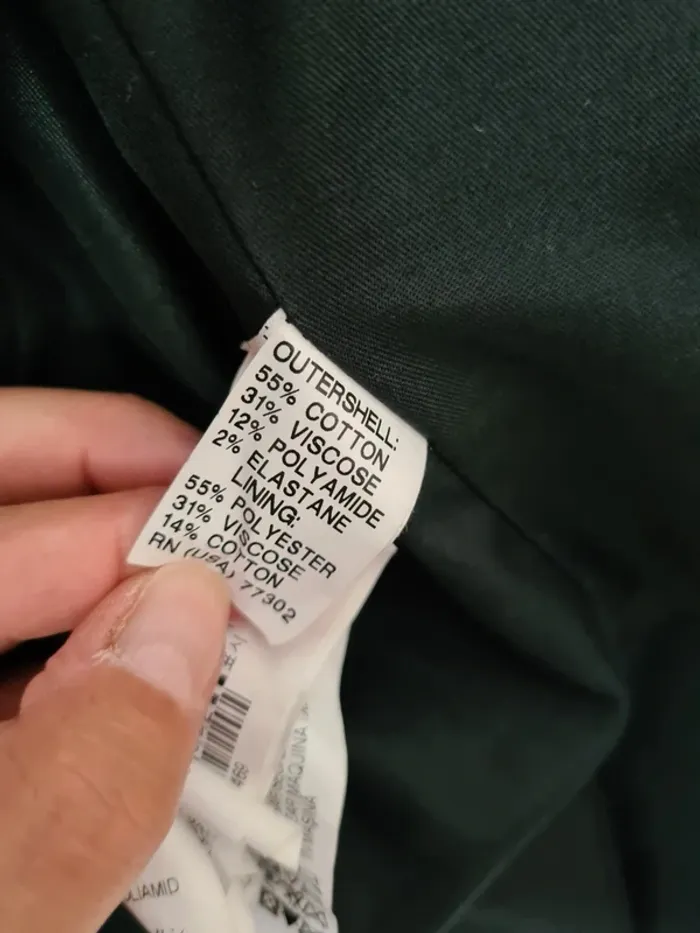 OUTERSHELL:
55% COTTON
31% VISCOSE
12% POLYAMIDE
2% ELASTANE
LINING:
55% POLYESTER
31% VISCOSE
14% COTTON
RN (USA) 77302